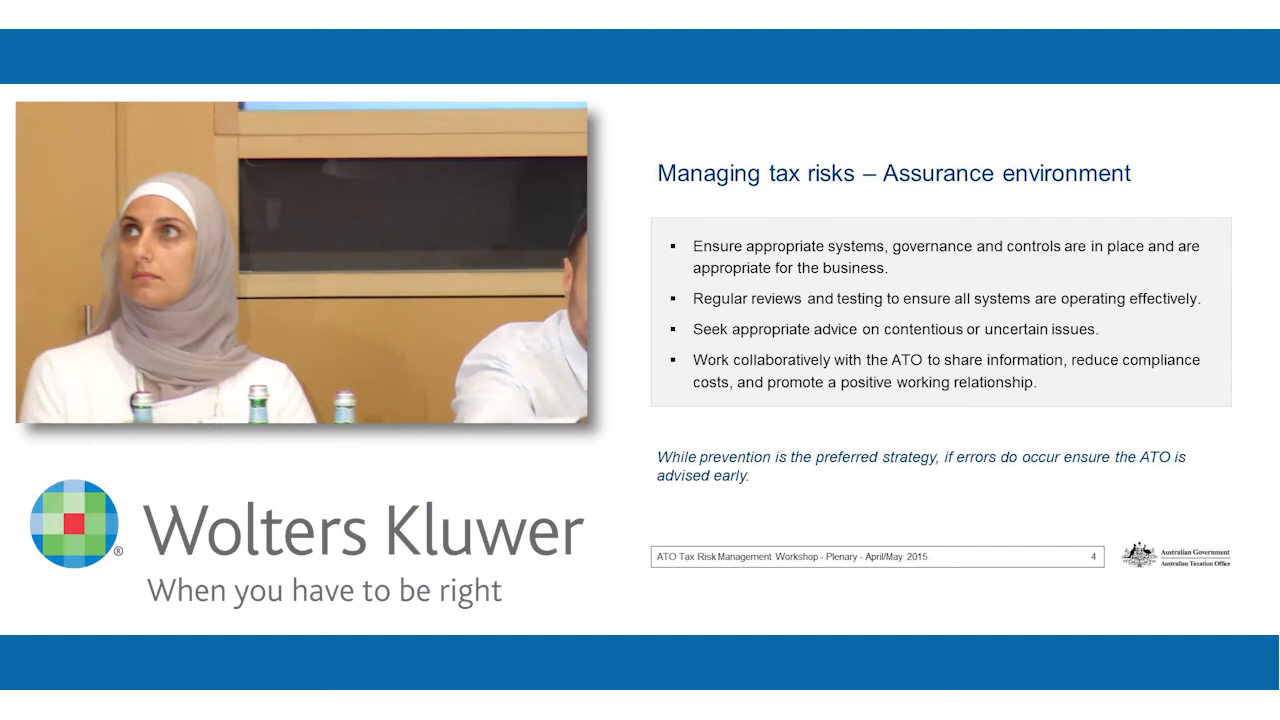 Managing tax risks – Assurance environment
▪ Ensure appropriate systems, governance and controls are in place and are
appropriate for the business.
▪ Regular reviews and testing to ensure all systems are operating effectively.
▪ Seek appropriate advice on contentious or uncertain issues.
▪ Work collaboratively with the ATO to share information, reduce compliance
costs, and promote a positive working relationship.
While prevention is the preferred strategy, if errors do occur ensure the ATO is
advised early.
ATO Tax Risk Management Workshop - Plenary - April/May 2015 4
Australian Government
Australian Taxation Office
Wolters Kluwer
®
When you have to be right